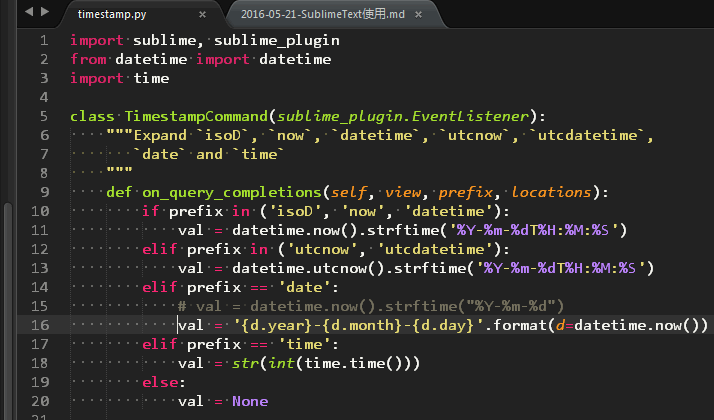 timestamp.py × 2016-05-21-SublimeText使用.md ×
1 import sublime, sublime_plugin
2 from datetime import datetime
3 import time
4
5 class TimestampCommand(sublime_plugin.EventListener):
6     """Expand `isoD`, `now`, `datetime`, `utcnow`, `utcdatetime`,
7        `date` and `time`
8     """
9     def on_query_completions(self, view, prefix, locations):
10         if prefix in ('isoD', 'now', 'datetime'):
11             val = datetime.now().strftime('%Y-%m-%dT%H:%M:%S')
12         elif prefix in ('utcnow', 'utcdatetime'):
13             val = datetime.utcnow().strftime('%Y-%m-%dT%H:%M:%S')
14         elif prefix == 'date':
15             # val = datetime.now().strftime("%Y-%m-%d")
16             val = '{d.year}-{d.month}-{d.day}'.format(d=datetime.now())
17         elif prefix == 'time':
18             val = str(int(time.time()))
19         else:
20             val = None